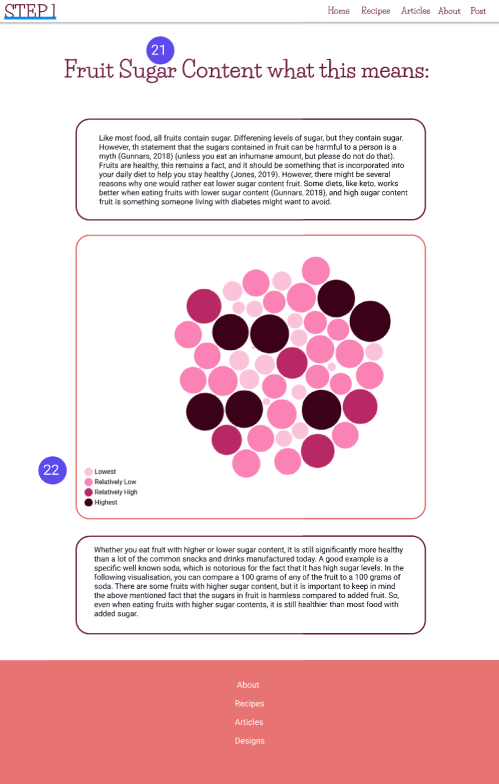 STEP 1
Home Recipes Articles About Post
21
Fruit Sugar Content what this means:
Like most food, all fruits contain sugar. Differening levels of sugar, but they contain sugar.
However, th statement that the sugars contained in fruit can be harmful to a person is a
myth (Gunnars, 2018) (unless you eat an inhumane amount, but please do not do that).
Fruits are healthy, this remains a fact, and it should be something that is incorporated into
your daily diet to help you stay healthy (Jones, 2019). However, there might be several
reasons why one would rather eat lower sugar content fruit. Some diets, like keto, works
better when eating fruits with lower sugar content (Gunnars, 2018), and high sugar content
fruit is something someone living with diabetes might want to avoid.
22
Lowest
Relatively Low
Relatively High
Highest
Whether you eat fruit with higher or lower sugar content, it is still significantly more healthy
than a lot of the common snacks and drinks manufactured today. A good example is a
specific well known soda, which is notorious for the fact that it has high sugar levels. In the
following visualisation, you can compare a 100 grams of any of the fruit to a 100 grams of
soda. There are some fruits with higher sugar content, but it is important to keep in mind
the above mentioned fact that the sugars in fruit is harmless compared to added fruit. So,
even when eating fruits with higher sugar contents, it is still healthier than most food with
added sugar.
About
Recipes
Articles
Designs